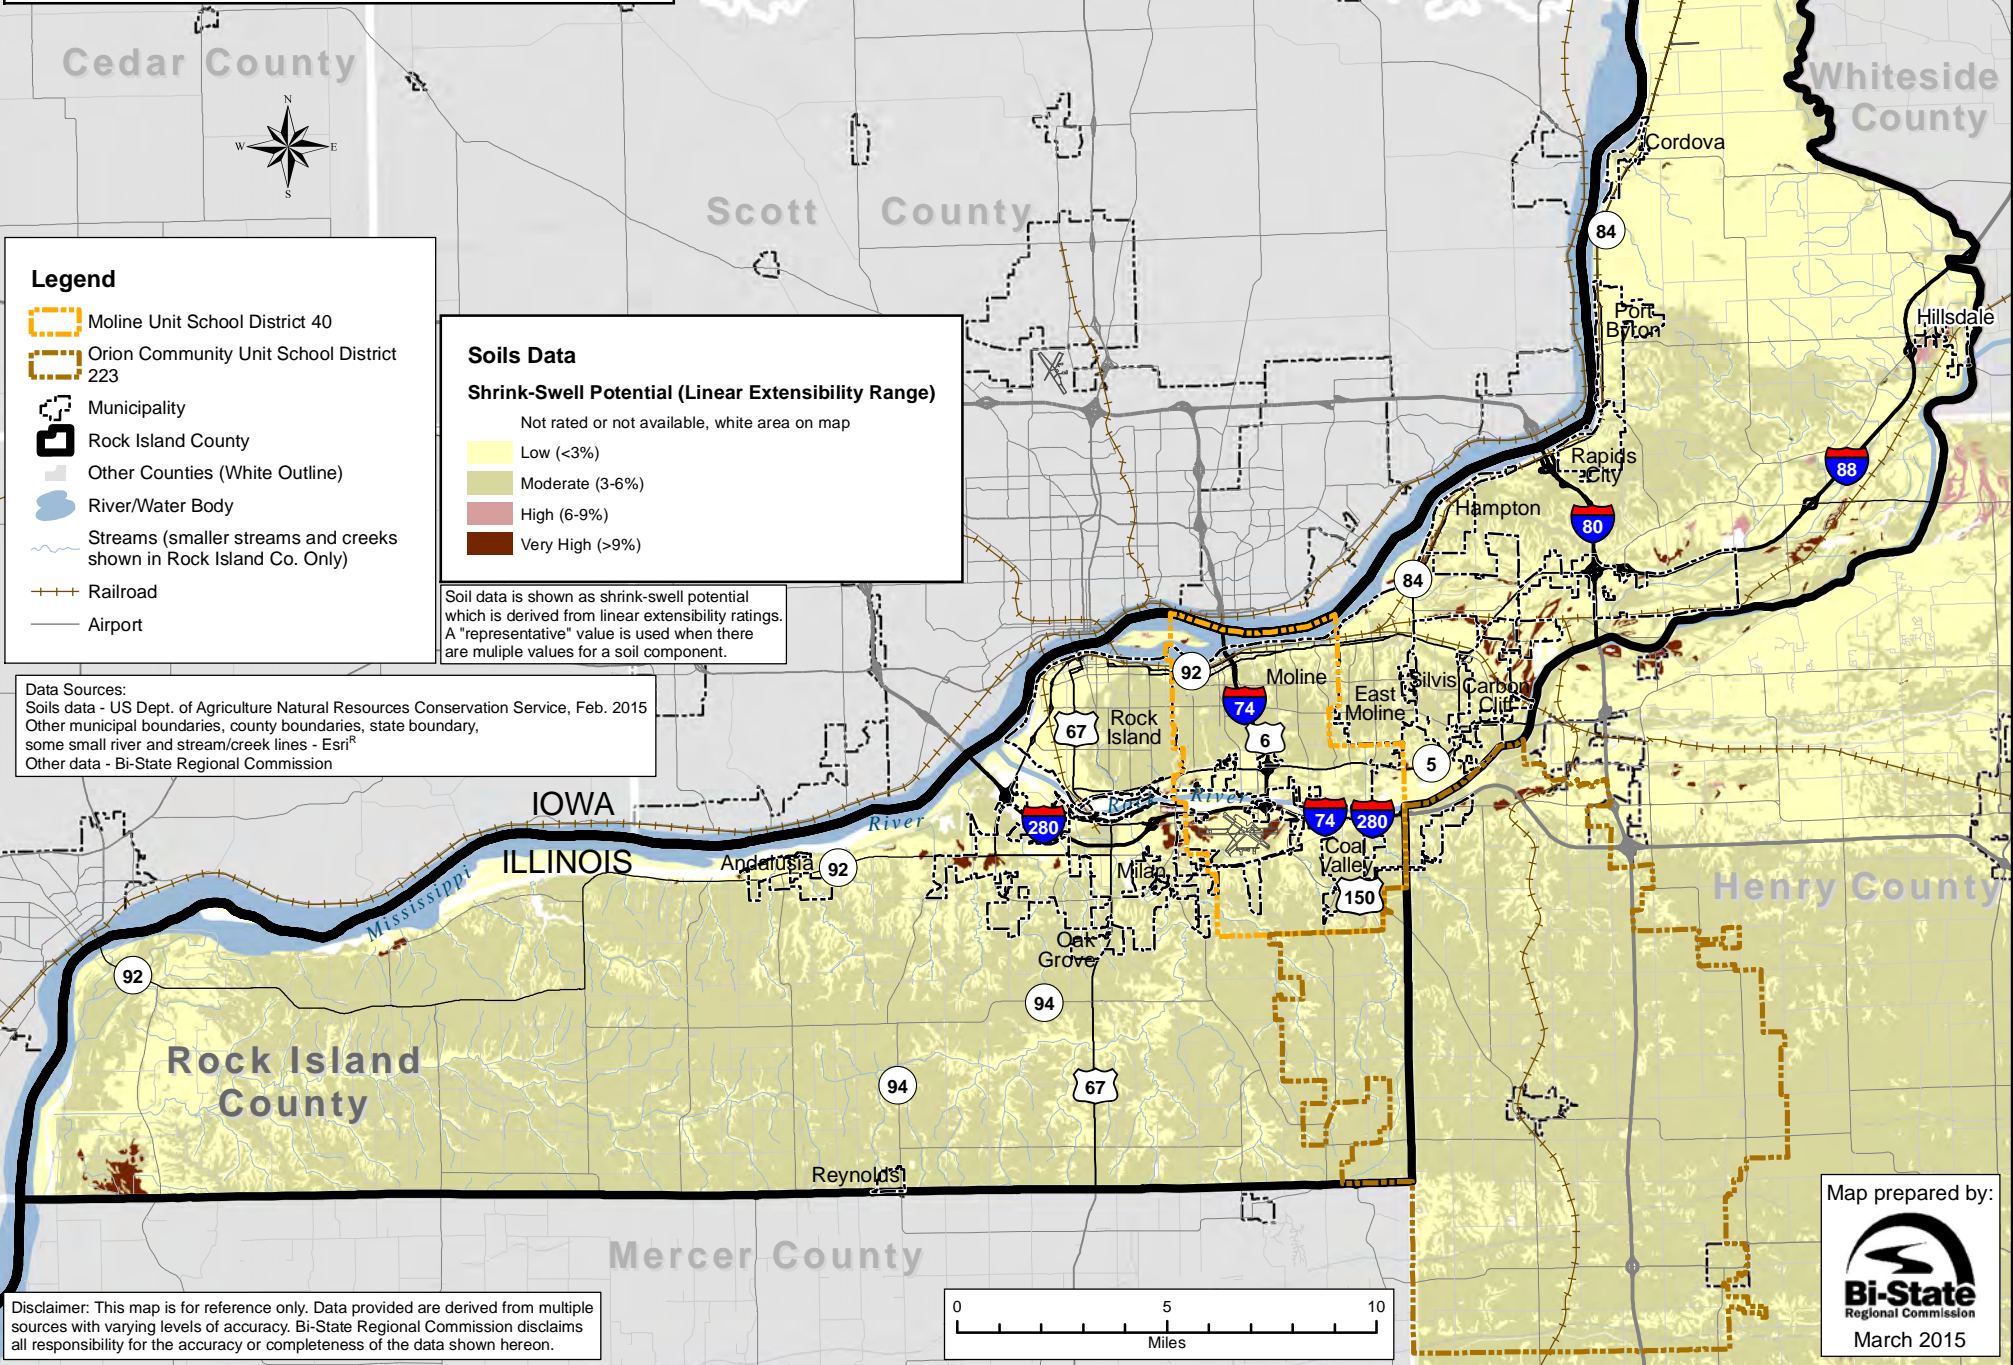 Cedar County
Whiteside
County
N
W
E
S
Cordova
Scott County
84
Legend
Moline Unit School District 40
Orion Community Unit School District
223
Municipality
Rock Island County
Other Counties (White Outline)
River/Water Body
Streams (smaller streams and creeks
shown in Rock Island Co. Only)
Railroad
Airport
Soils Data
Shrink-Swell Potential (Linear Extensibility Range)
Not rated or not available, white area on map
Low (<3%)
Moderate (3-6%)
High (6-9%)
Very High (>9%)
Soil data is shown as shrink-swell potential
which is derived from linear extensibility ratings.
A "representative" value is used when there
are muliple values for a soil component.
Data Sources:
Soils data - US Dept. of Agriculture Natural Resources Conservation Service, Feb. 2015
Other municipal boundaries, county boundaries, state boundary,
some small river and stream/creek lines - EsriR
Other data - Bi-State Regional Commission
Port
Byron
Hillsdale
Rapids
City
88
Hampton
80
84
92
Moline
74
East
Moline
Silvis
Carbon
Cliff
67
Rock
Island
6
5
Rock River
280
74
280
IOWA
ILLINOIS
River
Mississippi
Andalusia
92
Milan
Coal
Valley
150
Henry County
Oak
Grove
92
94
Rock Island
County
94
67
Reynolds
Mercer County
Map prepared by:
Bi-State
Regional Commission
March 2015
Disclaimer: This map is for reference only. Data provided are derived from multiple
sources with varying levels of accuracy. Bi-State Regional Commission disclaims
all responsibility for the accuracy or completeness of the data shown hereon.
0 5 10
Miles